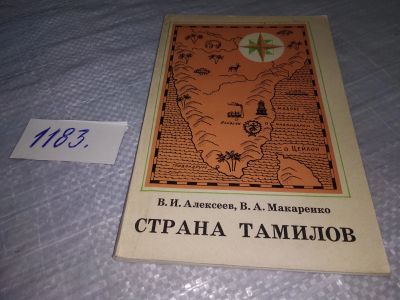 1183.
о ЦЕЙЛОН
В. И. Алексеев, В. А. Макаренко
СТРАНА ТАМИЛОВ